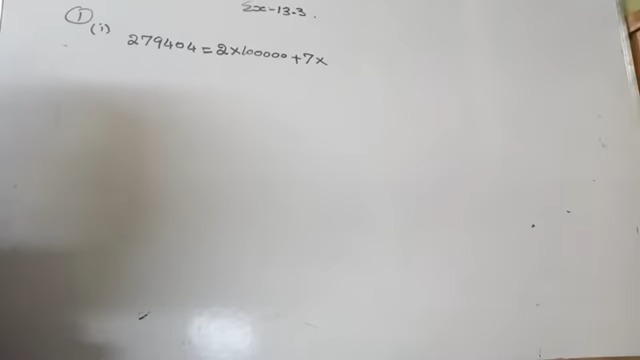 Ex-13.3.
① (i) 279404 = 2×100000 + 7×